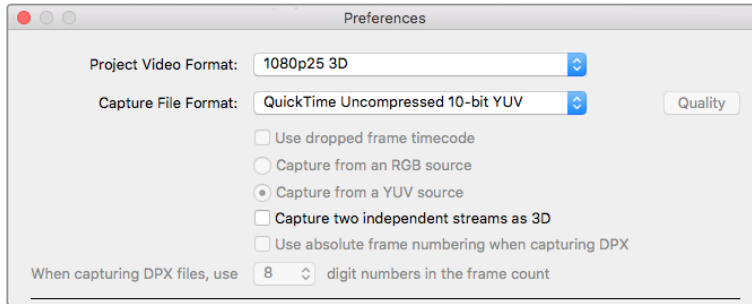 Preferences
Project Video Format: 1080p25 3D
Capture File Format: QuickTime Uncompressed 10-bit YUV Quality
Use dropped frame timecode
Capture from an RGB source
Capture from a YUV source
Capture two independent streams as 3D
Use absolute frame numbering when capturing DPX
When capturing DPX files, use 8 digit numbers in the frame count